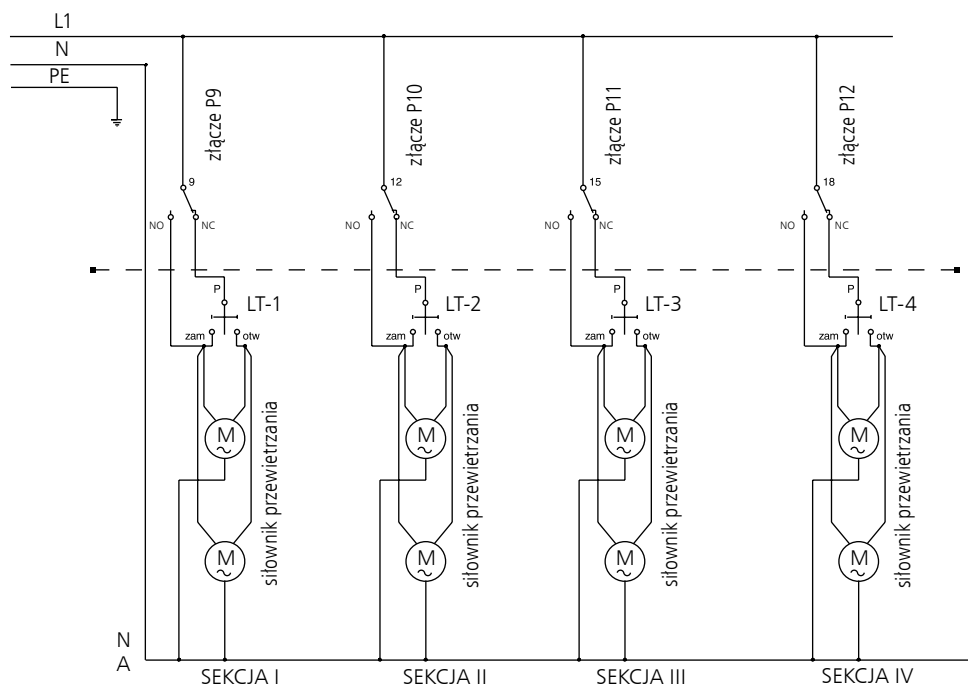 L1
N
PE
złącze P9
złącze P10
złącze P11
złącze P12
9
12
15
18
NO
NC
NO
NC
NO
NC
NO
NC
P
LT-1
P
LT-2
P
LT-3
P
LT-4
zam
otw
zam
otw
zam
otw
zam
otw
M
M
M
M
siłownik przewietrzania
siłownik przewietrzania
siłownik przewietrzania
siłownik przewietrzania
M
M
M
M
N
A
SEKCJA I
SEKCJA II
SEKCJA III
SEKCJA IV